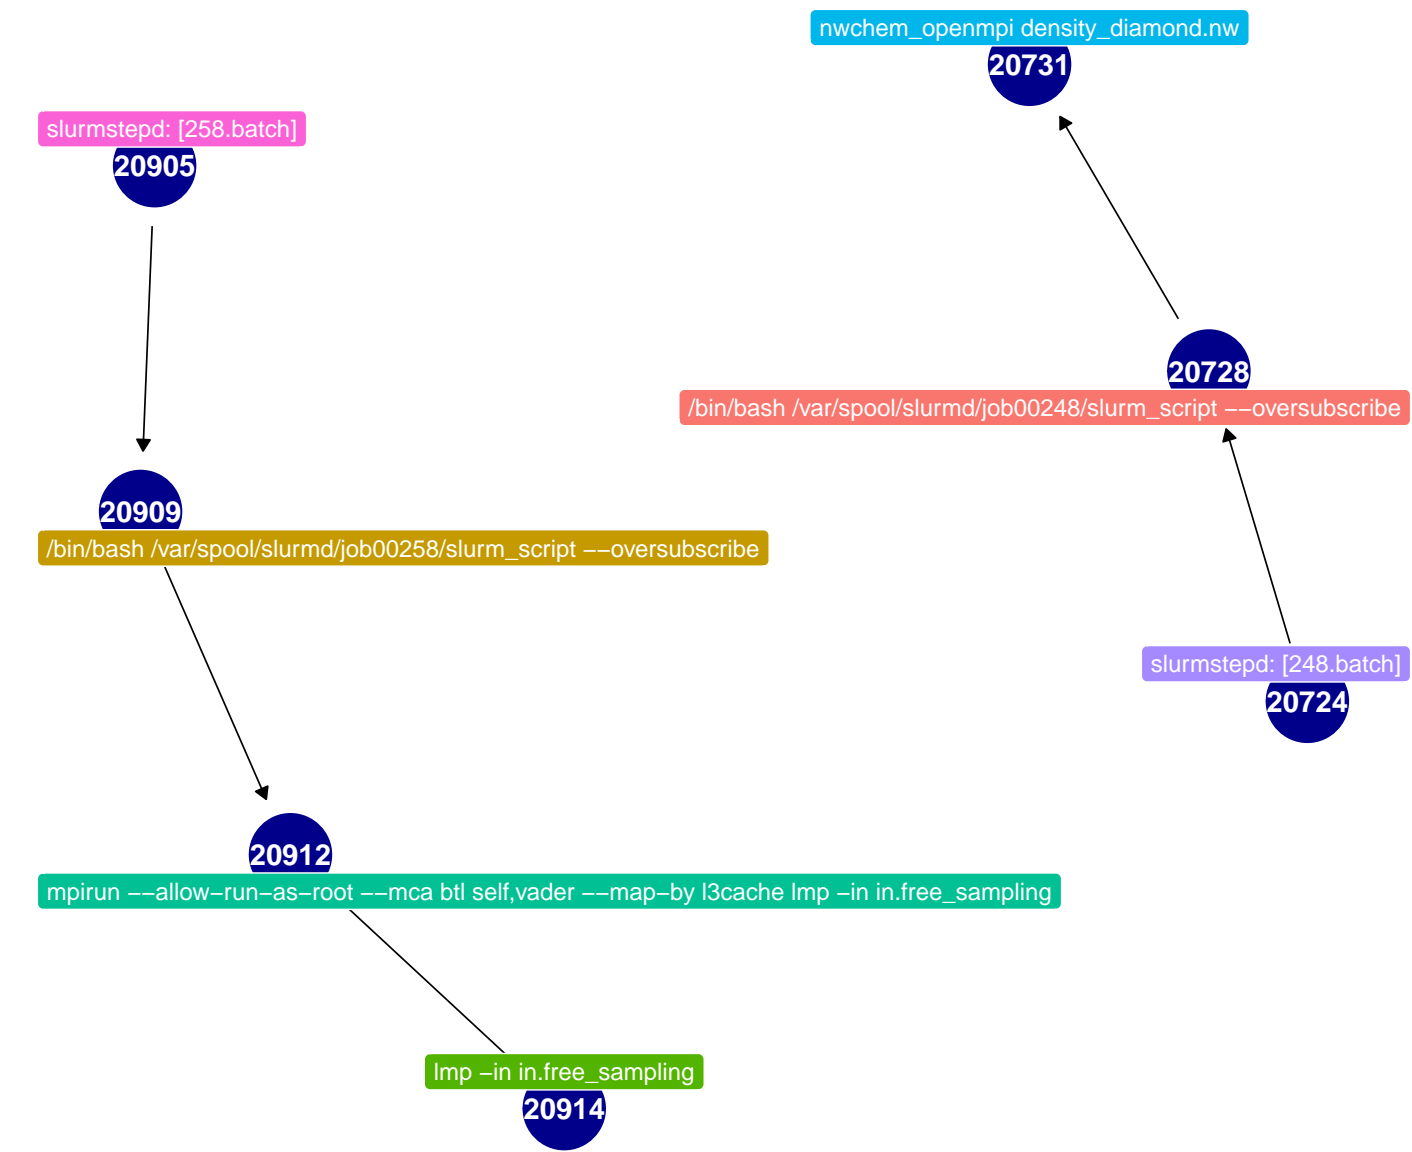 nwchem_openmpi density_diamond.nw
20731
slurmstepd: [258.batch]
20905
20728
/bin/bash /var/spool/slurmd/job00248/slurm_script −−oversubscribe
20909
/bin/bash /var/spool/slurmd/job00258/slurm_script −−oversubscribe
slurmstepd: [248.batch]
20724
20912
mpirun −−allow−run−as−root −−mca btl self,vader −−map−by l3cache lmp −in in.free_sampling
lmp −in in.free_sampling
20914